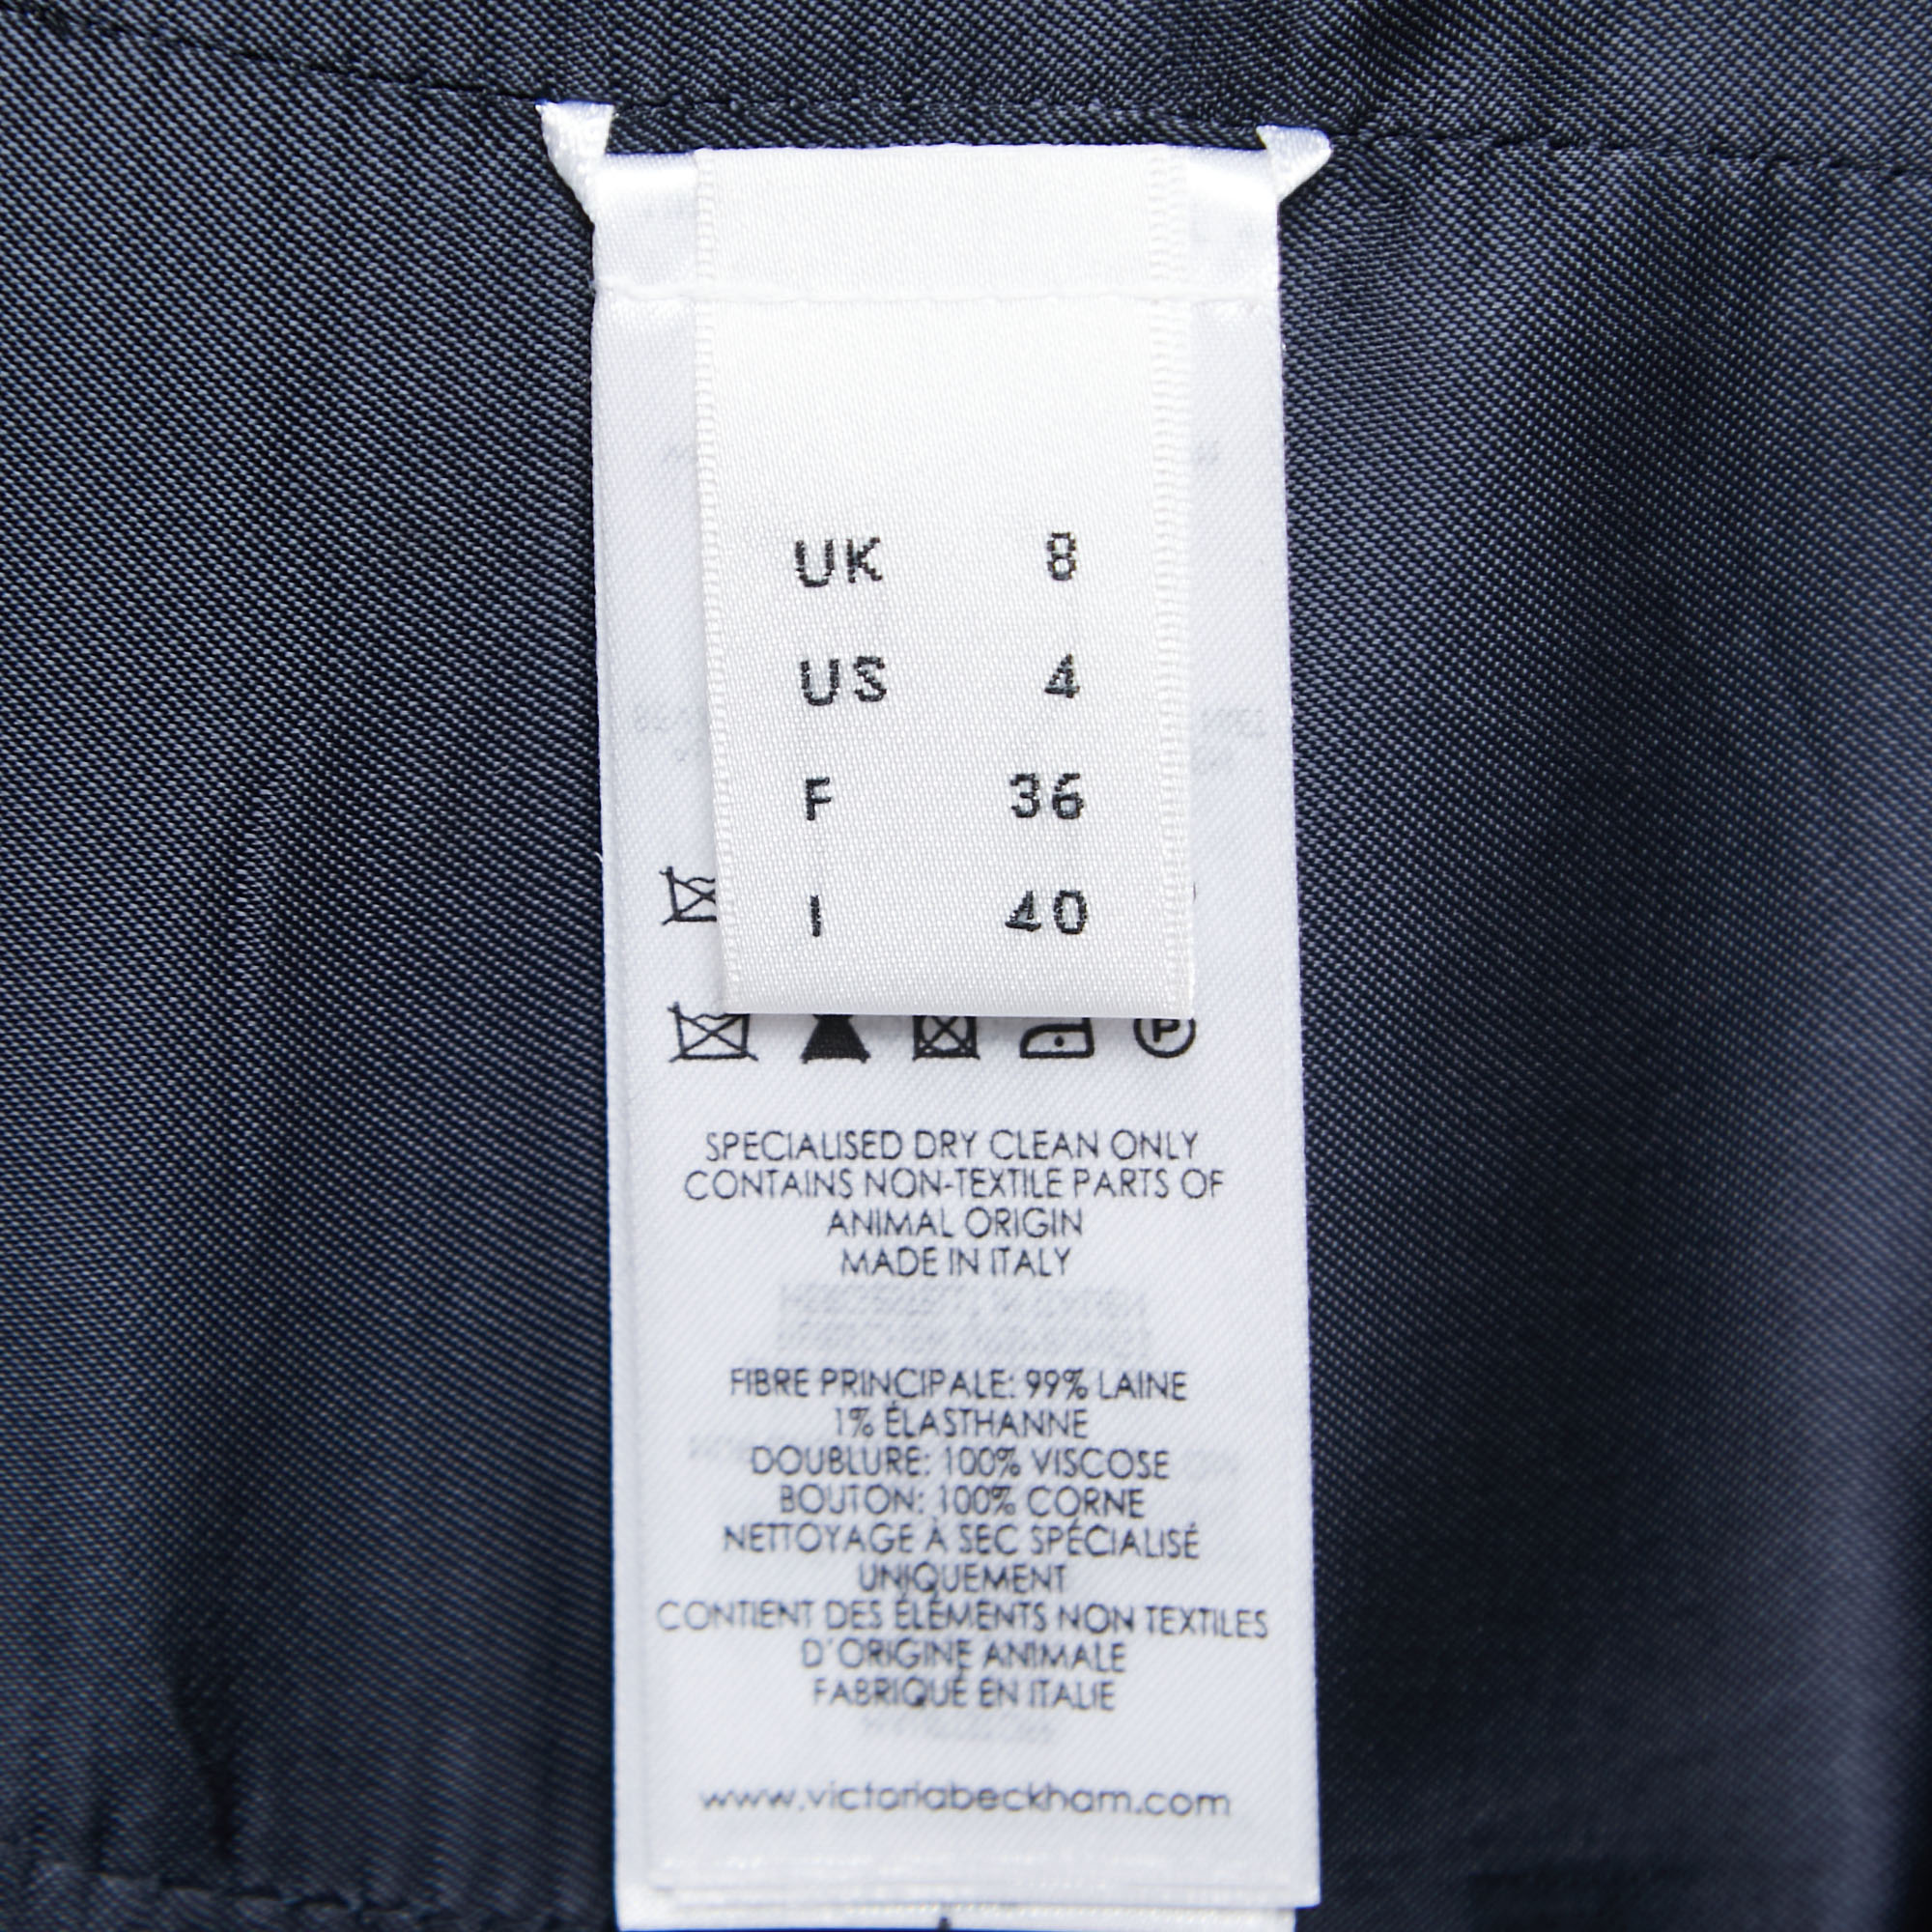 UK 8
US 4
F 36
I 40
P
SPECIALISED DRY CLEAN ONLY
CONTAINS NON-TEXTILE PARTS OF
ANIMAL ORIGIN
MADE IN ITALY
FIBRE PRINCIPALE: 99% LAINE
1% ÉLASTHANNE
DOUBLURE: 100% VISCOSE
BOUTON: 100% CORNE
NETTOYAGE À SEC SPÉCIALISÉ
UNIQUEMENT
CONTIENT DES ÉLÉMENTS NON TEXTILES
D'ORIGINE ANIMALE
FABRIQUÉ EN ITALIE
www.victoriabeckham.com